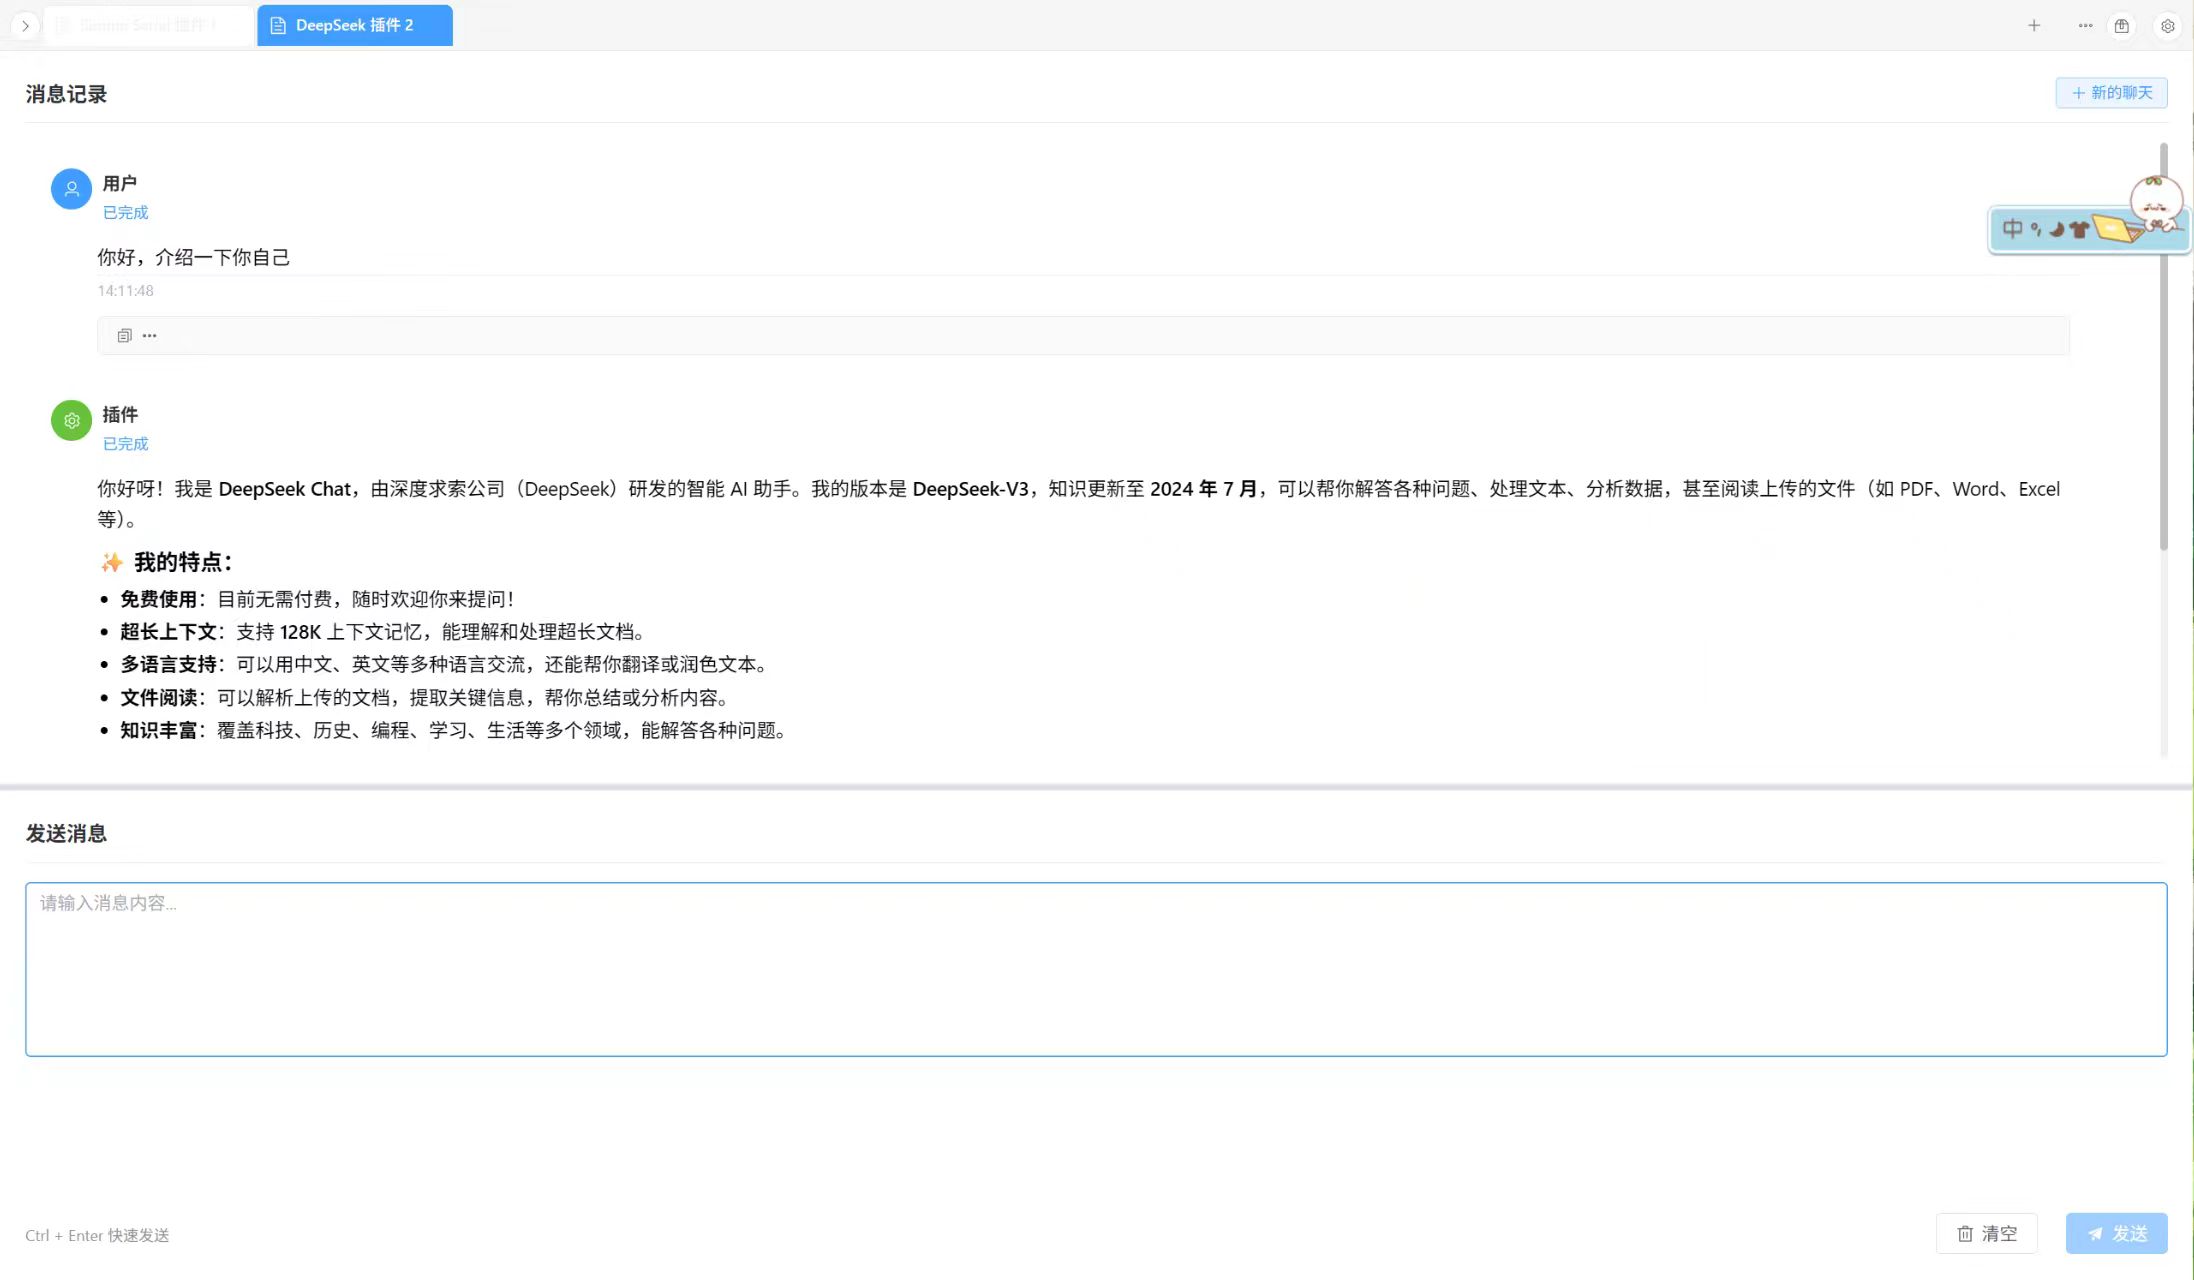 DeepSeek 插件 2
消息记录
新的聊天
用户
已完成
中
你好，介绍一下你自己
14:11:48
插件
已完成
你好呀！我是 DeepSeek Chat，由深度求索公司（DeepSeek）研发的智能 AI 助手。我的版本是 DeepSeek-V3，知识更新至 2024 年 7 月，可以帮你解答各种问题、处理文本、分析数据，甚至阅读上传的文件（如 PDF、Word、Excel
等）。
✨ 我的特点：
• 免费使用：目前无需付费，随时欢迎你来提问！
• 超长上下文：支持 128K 上下文记忆，能理解和处理超长文档。
• 多语言支持：可以用中文、英文等多种语言交流，还能帮你翻译或润色文本。
• 文件阅读：可以解析上传的文档，提取关键信息，帮你总结或分析内容。
• 知识丰富：覆盖科技、历史、编程、学习、生活等多个领域，能解答各种问题。
发送消息
请输入消息内容...
Ctrl + Enter 快速发送
清空
发送